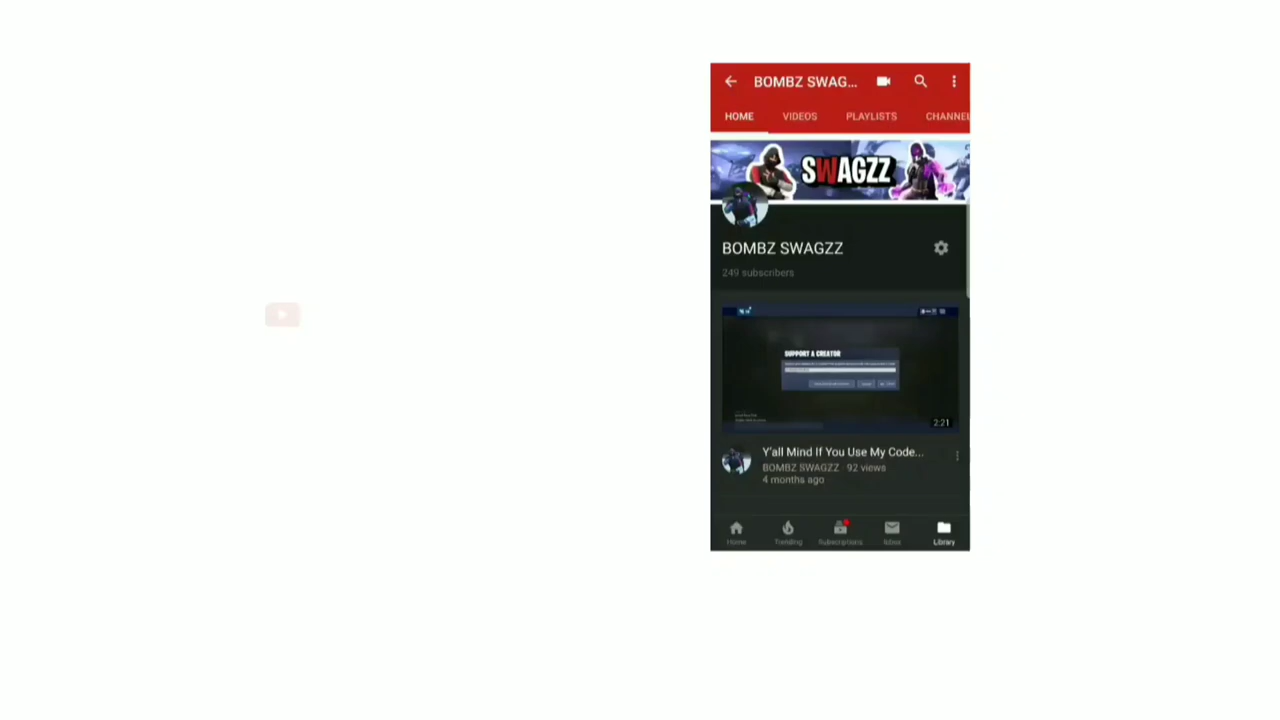 BOMBZ SWAG...
HOME VIDEOS PLAYLISTS CHANNEL
SWAGZZ
BOMBZ SWAGZZ
249 subscribers
SUPPORT A CREATOR
2:21
Y'all Mind If You Use My Code...
BOMBZ SWAGZZ · 92 views
4 months ago
Home Trending Subscriptions Inbox Library